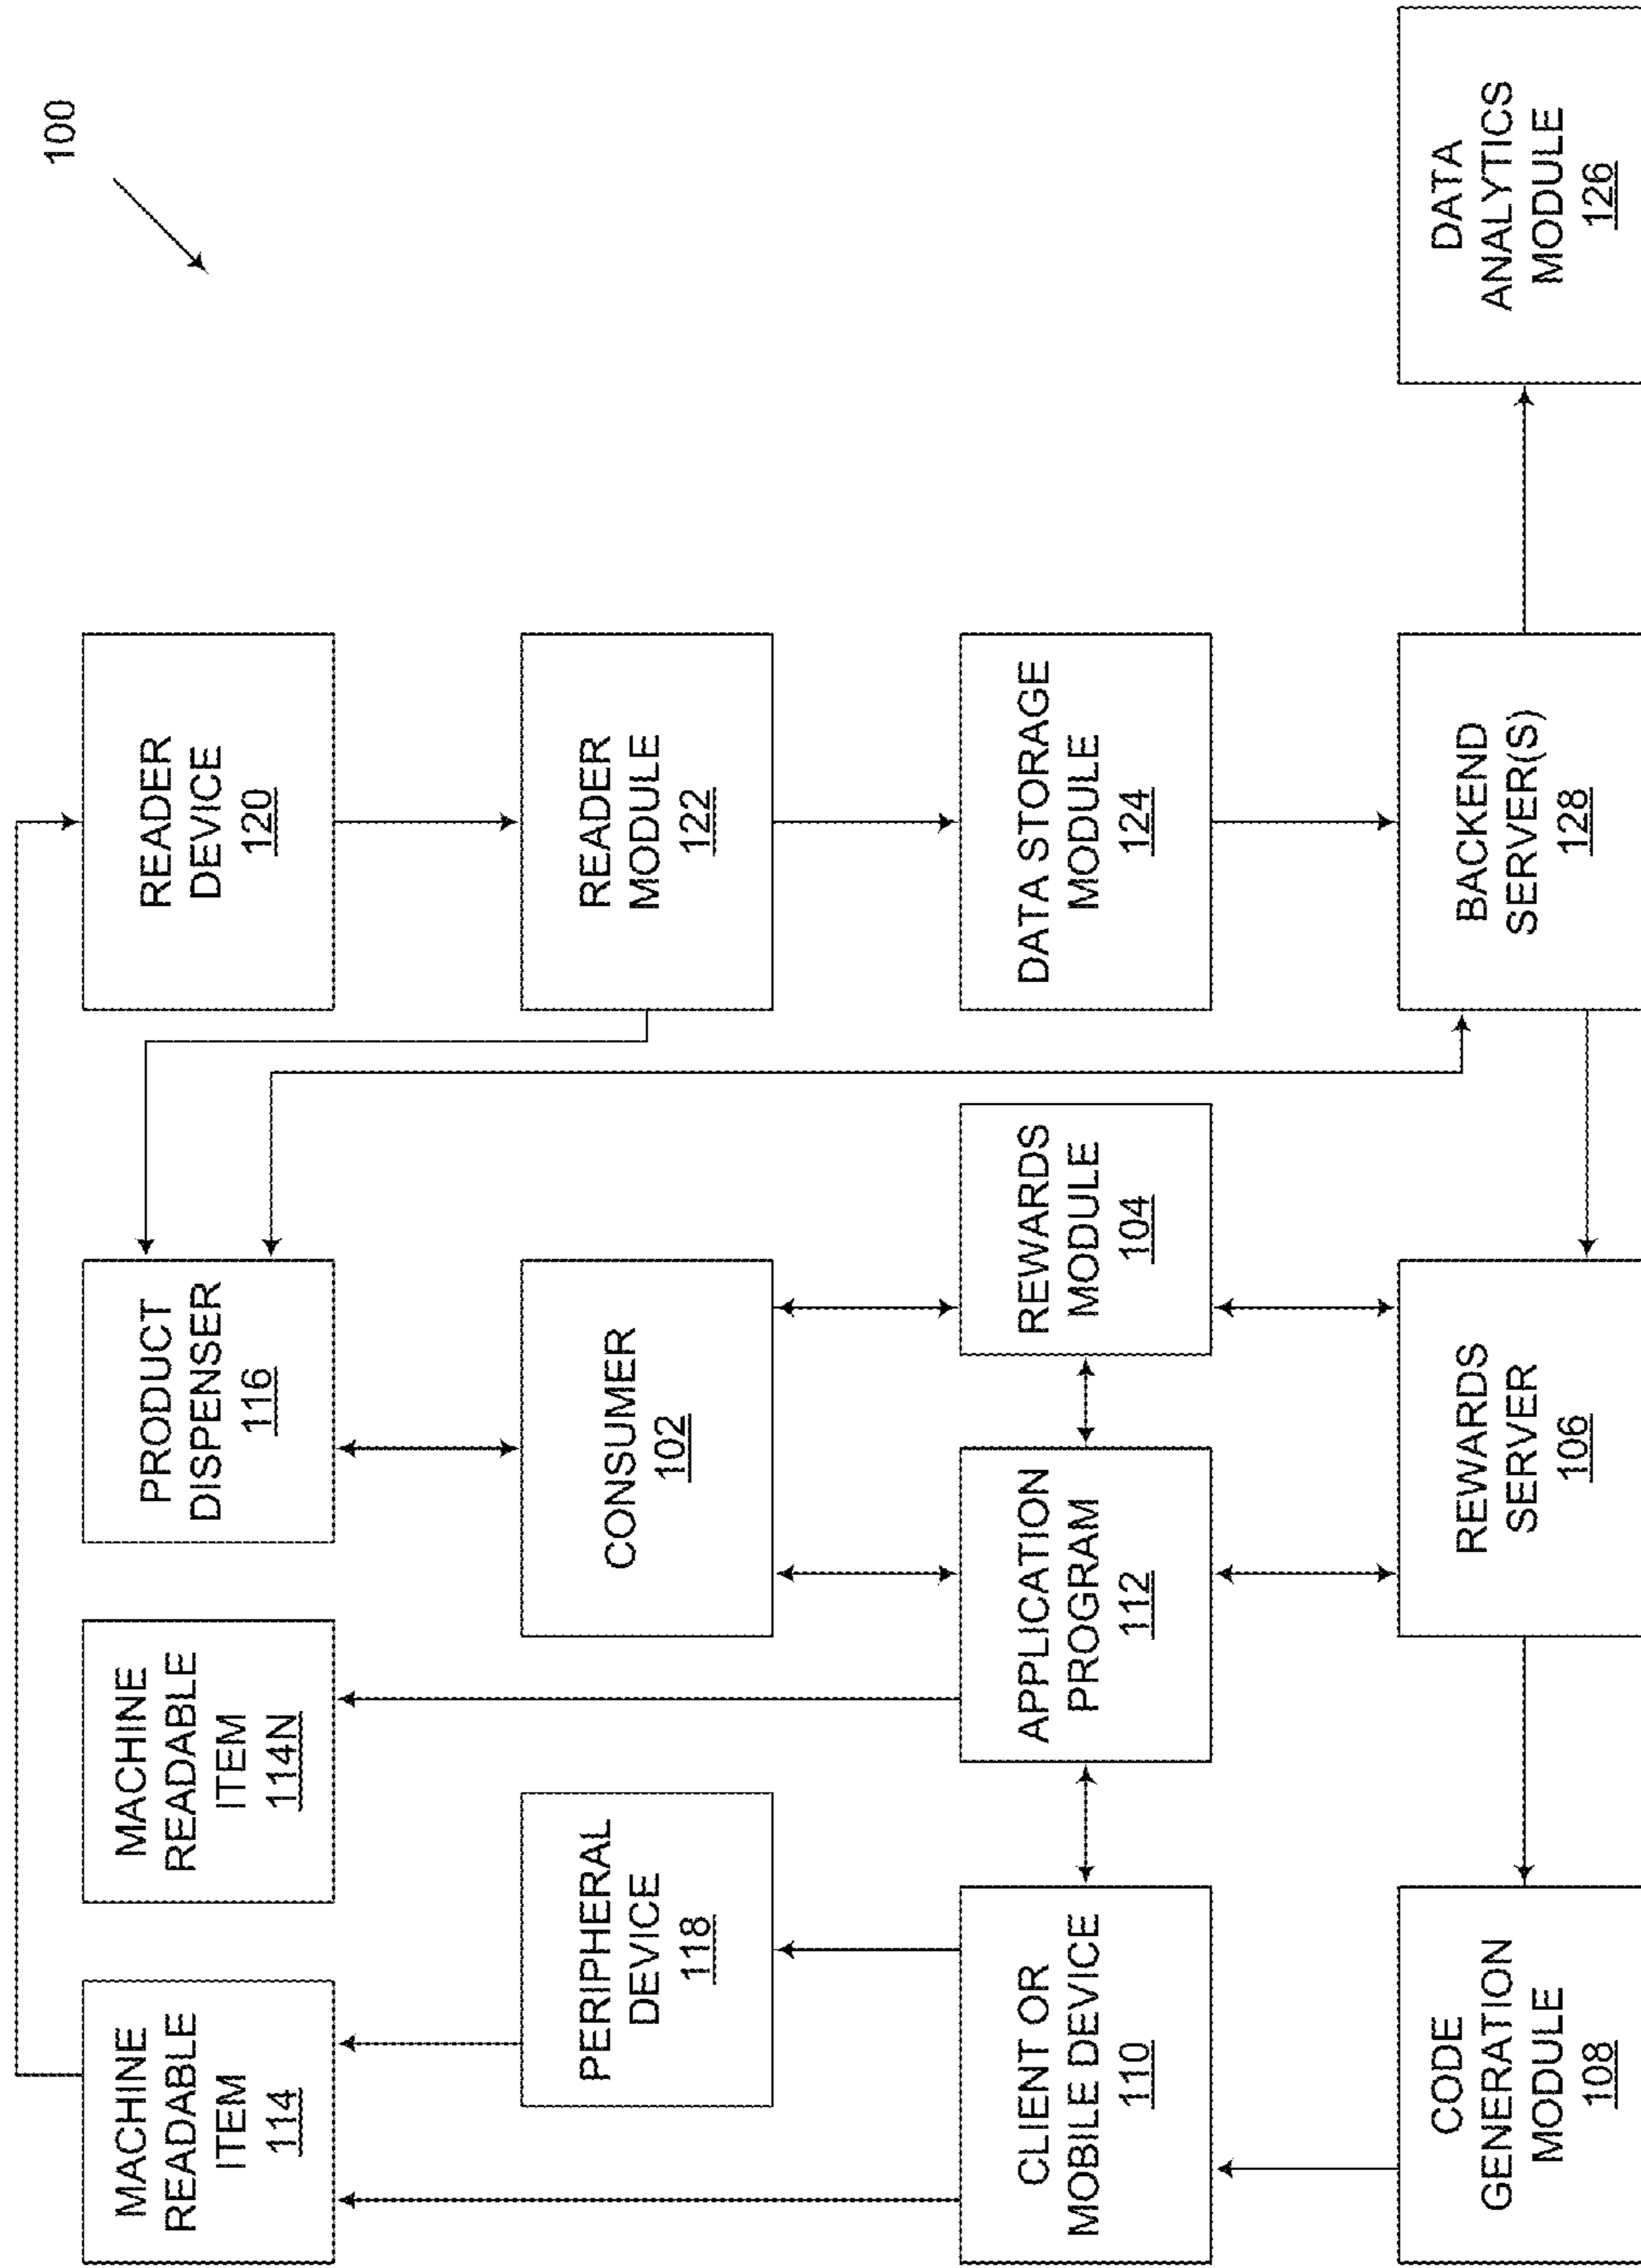 100
MACHINE
READABLE
ITEM
114
MACHINE
READABLE
ITEM
114N
PRODUCT
DISPENSER
116
READER
DEVICE
120
PERIPHERAL
DEVICE
118
CONSUMER
102
READER
MODULE
122
CLIENT OR
MOBILE DEVICE
110
APPLICATION
PROGRAM
112
REWARDS
MODULE
104
DATA STORAGE
MODULE
124
CODE
GENERATION
MODULE
108
REWARDS
SERVER
106
BACKEND
SERVER(S)
128
DATA
ANALYTICS
MODULE
126